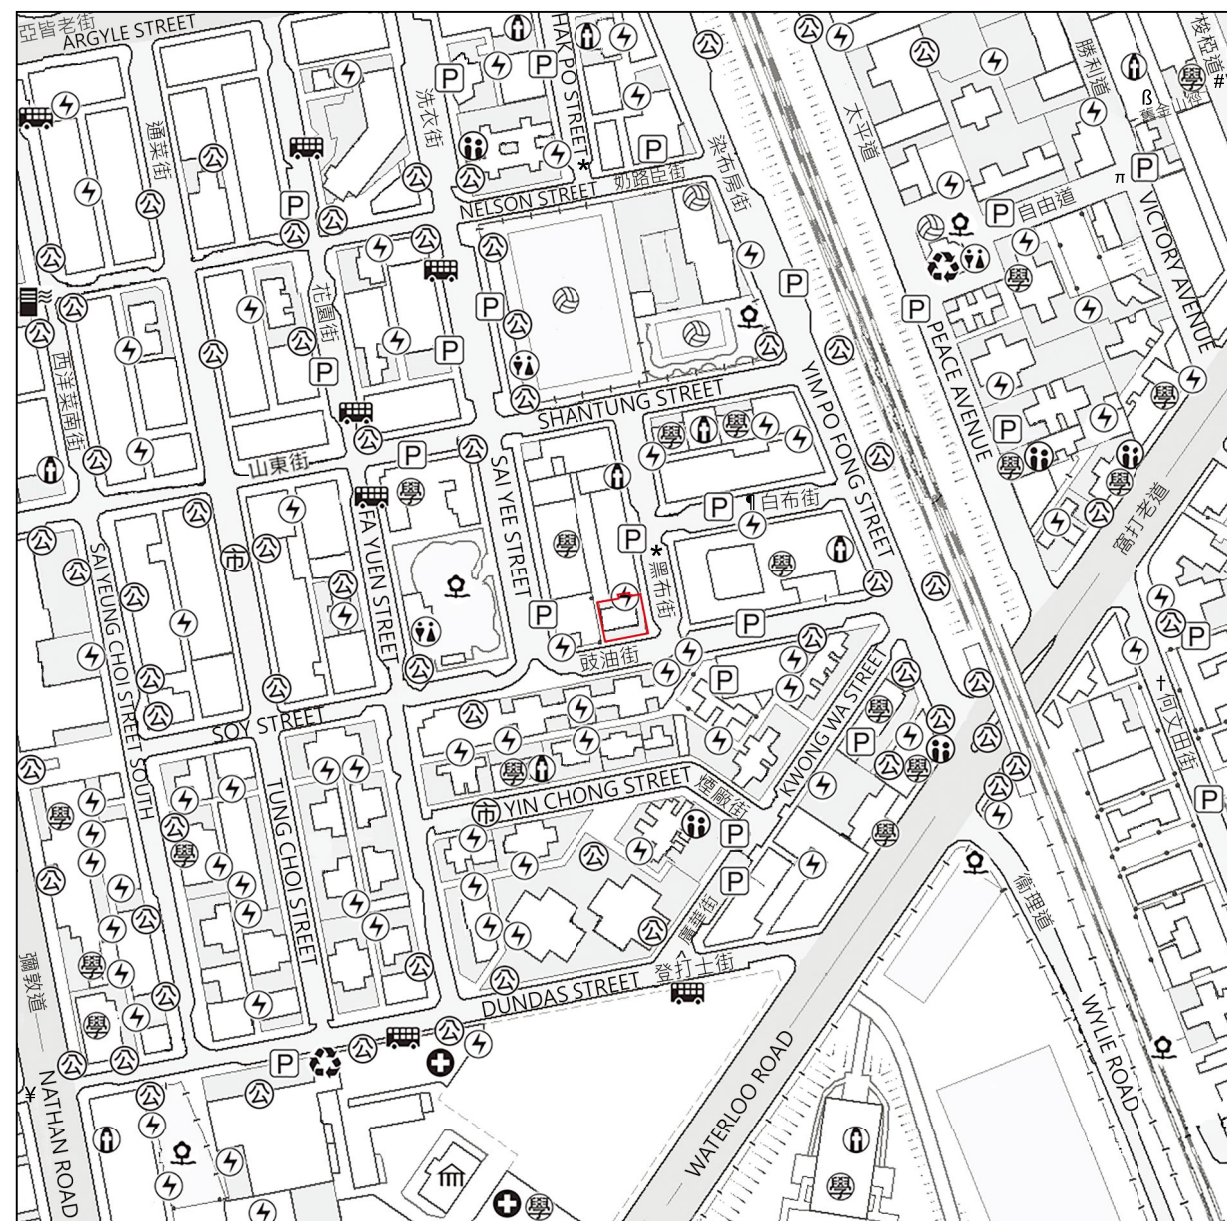 亞皆老街
ARGYLE STREET
HAK PO STREET
*
勝利道
梭椏道
#
ß
太平道
洗衣街
通菜街
染布房街
奶路臣街
NELSON STREET
π
自由道
VICTORY AVENUE
花園街
西洋菜南街
PEACE AVENUE
SHANTUNG STREET
YIM PO FONG STREET
山東街
SAI YEE STREET
FA YUEN STREET
¶
白布街
*
黑布街
窩打老道
SAI YEUNG CHOI STREET SOUTH
豉油街
SOY STREET
†
何文田街
KWONG WA STREET
TUNG CHOI STREET
YIN CHONG STREET
煙廠街
廣華街
衞理道
彌敦道
登打士街
DUNDAS STREET
WYLIE ROAD
WATERLOO ROAD
¥
NATHAN ROAD